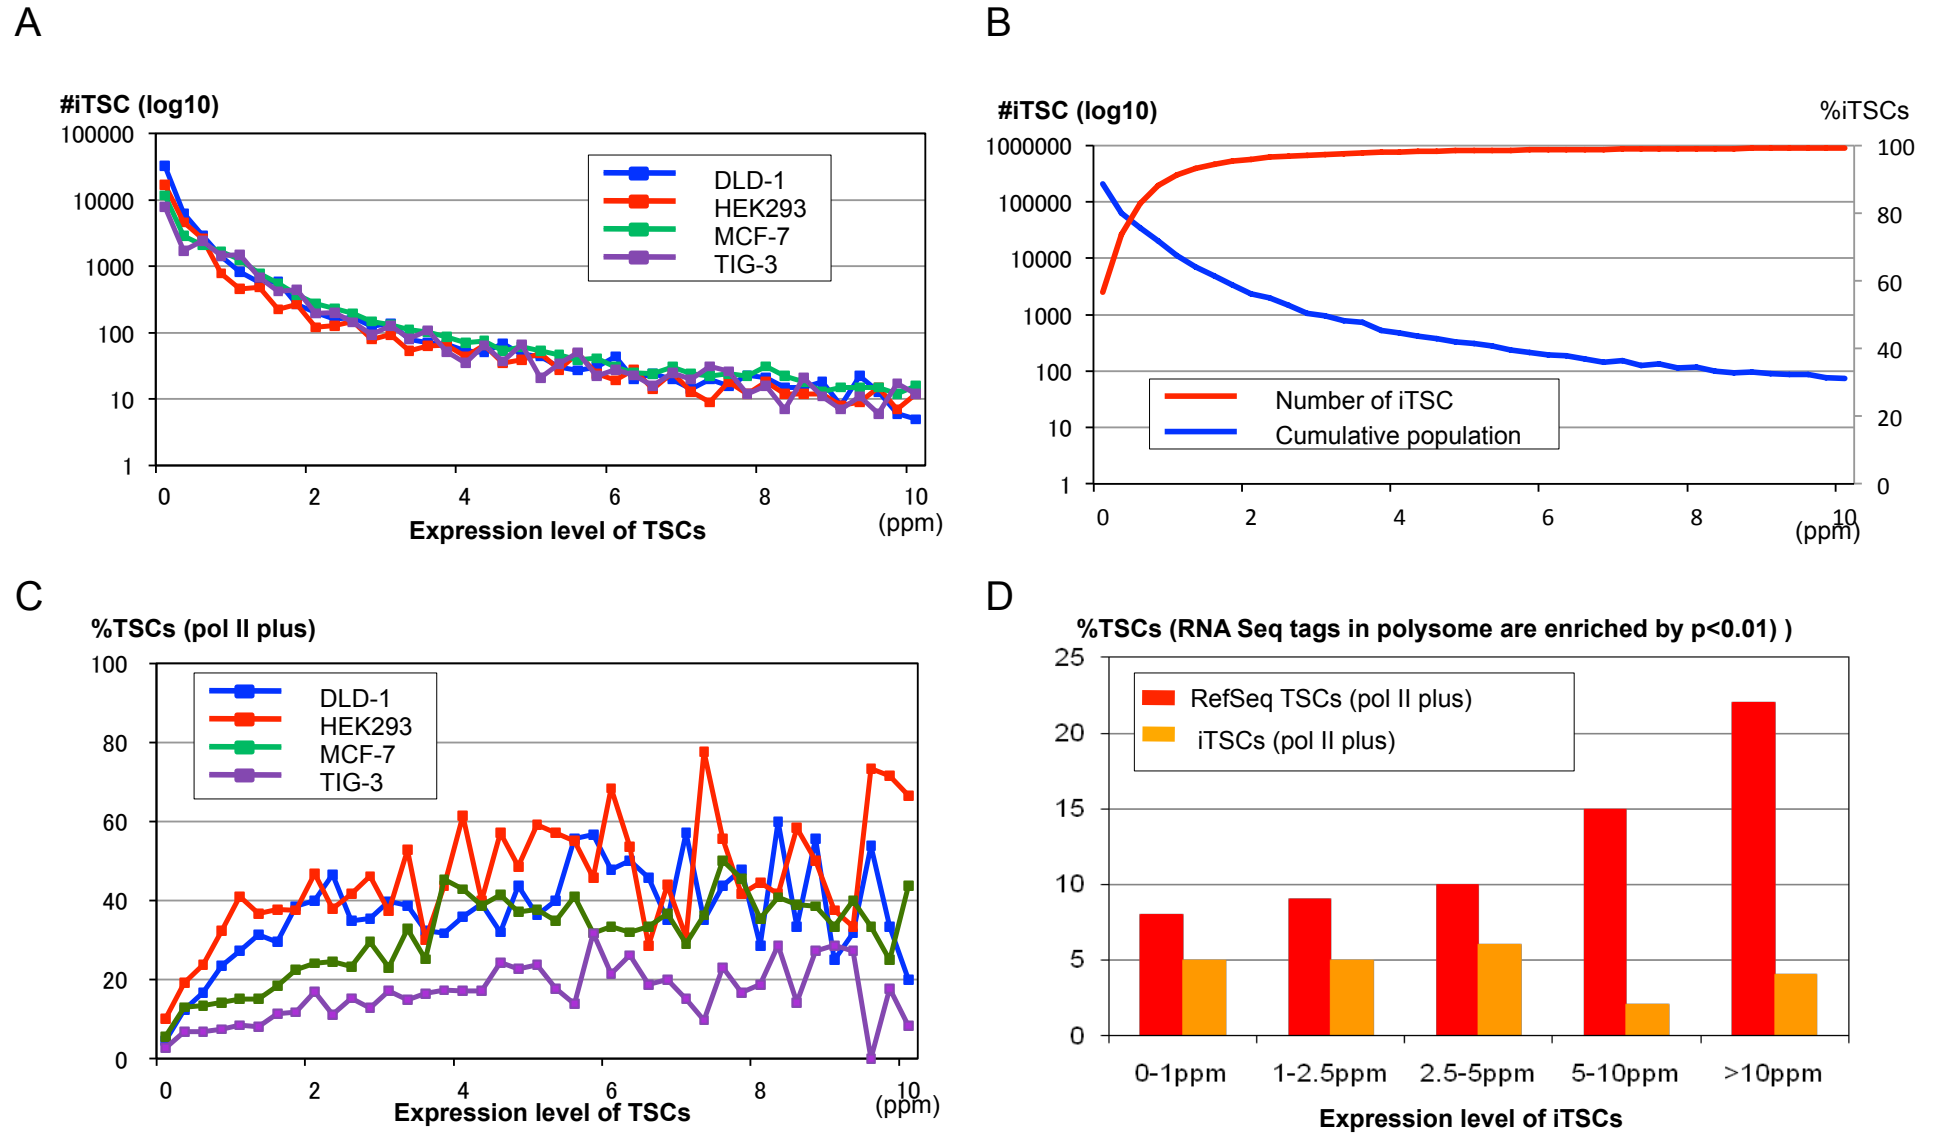 A
#iTSC (log10)
100000
10000
1000
100
10
1
DLD-1
HEK293
MCF-7
TIG-3
0 2 4 6 8 10
(ppm)
Expression level of TSCs
B
#iTSC (log10)
%iTSCs
1000000
100000
10000
1000
100
10
1
100
80
60
40
20
0
Number of iTSC
Cumulative population
0 2 4 6 8 10
(ppm)
C
%TSCs (pol II plus)
100
80
60
40
20
0
DLD-1
HEK293
MCF-7
TIG-3
0 2 4 6 8 10
(ppm)
Expression level of TSCs
D
%TSCs (RNA Seq tags in polysome are enriched by p<0.01) )
25
20
15
10
5
0
RefSeq TSCs (pol II plus)
iTSCs (pol II plus)
0-1ppm 1-2.5ppm 2.5-5ppm 5-10ppm >10ppm
Expression level of iTSCs